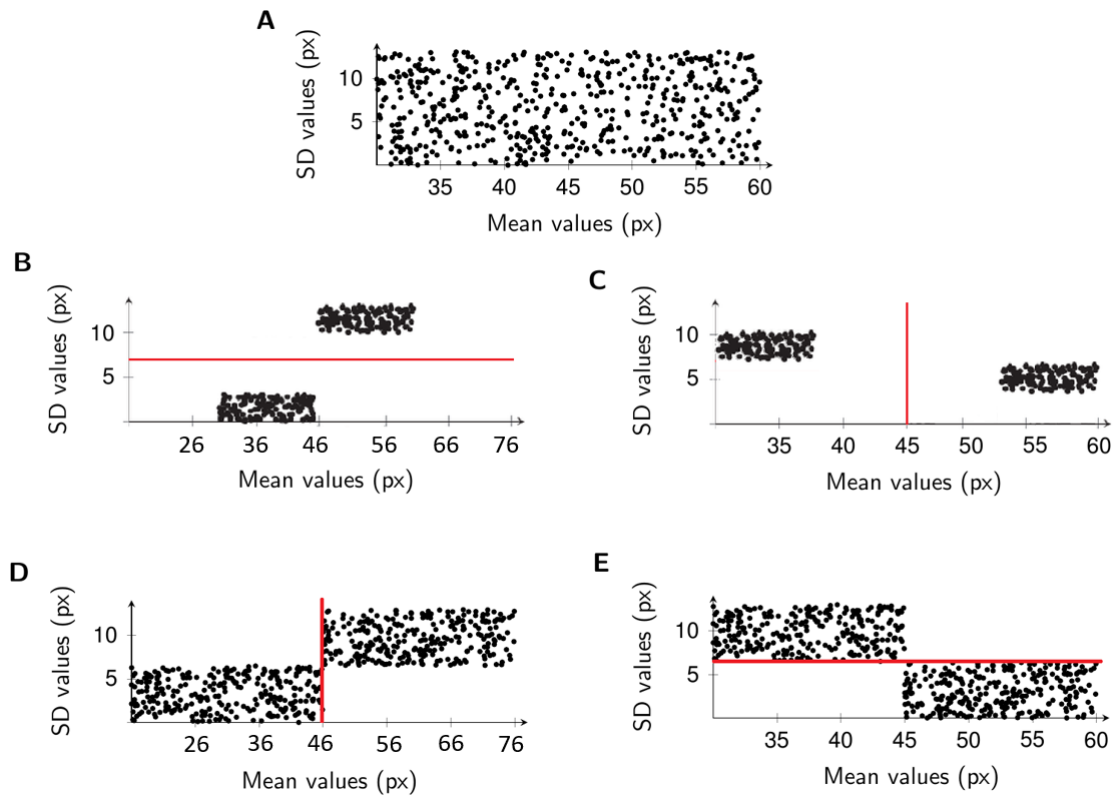 A
SD values (px)
10
5
35 40 45 50 55 60
Mean values (px)
B
SD values (px)
10
5
26 36 46 56 66 76
Mean values (px)
C
SD values (px)
10
5
35 40 45 50 55 60
Mean values (px)
D
SD values (px)
10
5
26 36 46 56 66 76
Mean values (px)
E
SD values (px)
10
5
35 40 45 50 55 60
Mean values (px)